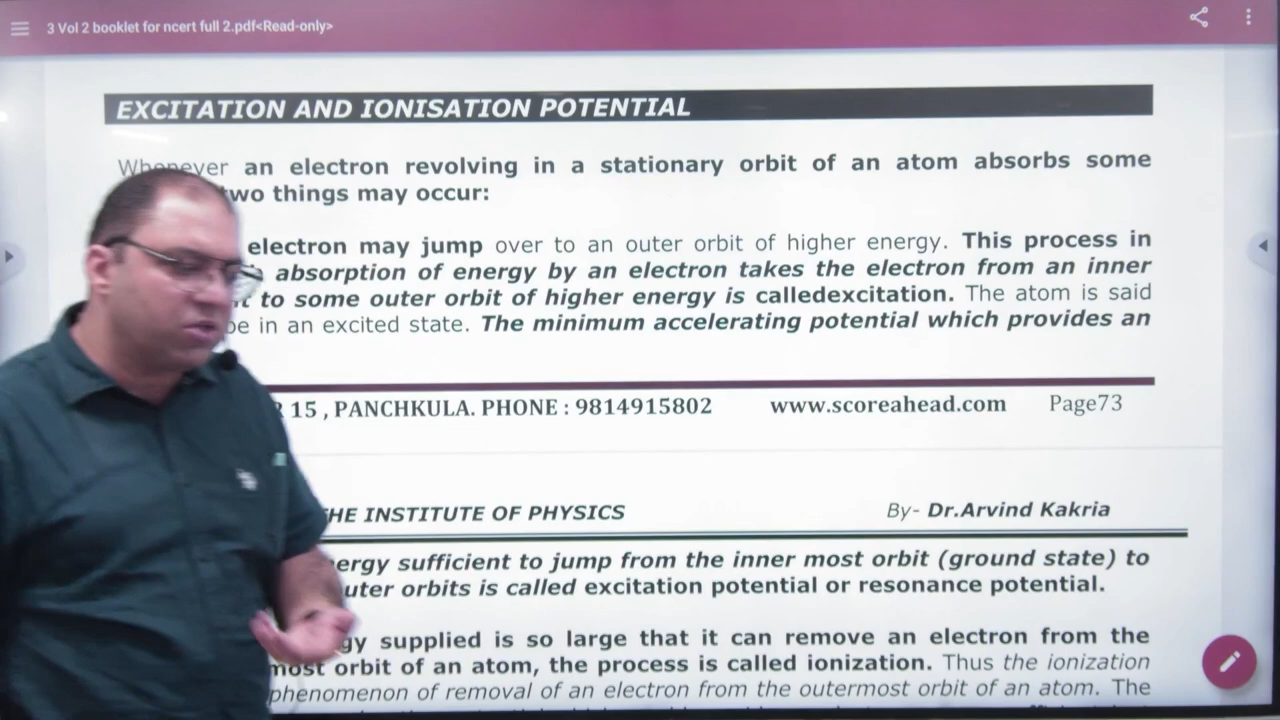 3 Vol 2 booklet for ncert full 2.pdf<Read-only>
EXCITATION AND IONISATION POTENTIAL
Whenever an electron revolving in a stationary orbit of an atom absorbs some
two things may occur:
electron may jump over to an outer orbit of higher energy. This process in
absorption of energy by an electron takes the electron from an inner
to some outer orbit of higher energy is calledexcitation. The atom is said
be in an excited state. The minimum accelerating potential which provides an
15 , PANCHKULA. PHONE : 9814915802 www.scoreahead.com Page73
THE INSTITUTE OF PHYSICS By- Dr.Arvind Kakria
sufficient to jump from the inner most orbit (ground state) to
orbits is called excitation potential or resonance potential.
supplied is so large that it can remove an electron from the
orbit of an atom, the process is called ionization. Thus the ionization
phenomenon of removal of an electron from the outermost orbit of an atom. The